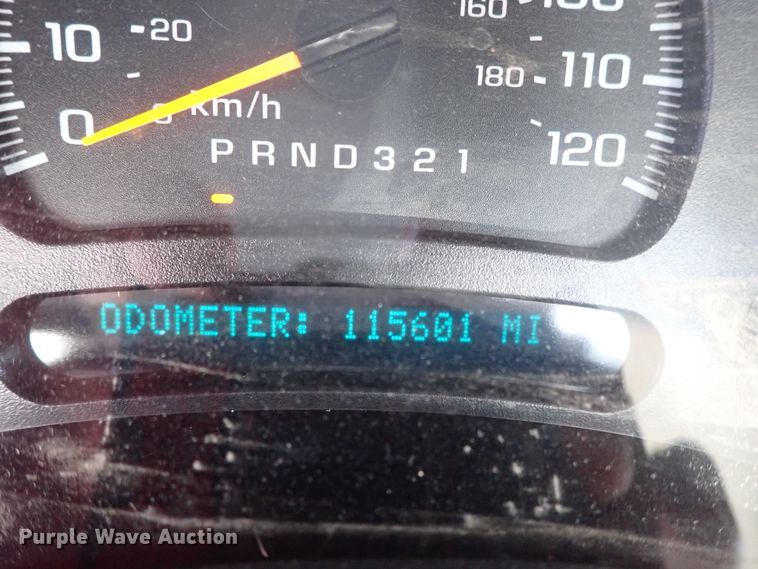 160
10 20
180 110
0 km/h
120
PRND321
ODOMETER: 115601 MI
Purple Wave Auction